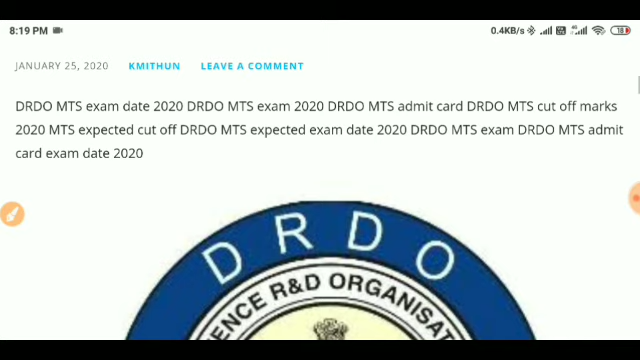 8:19 PM
0.4KB/s
18
JANUARY 25, 2020 KMITHUN LEAVE A COMMENT
DRDO MTS exam date 2020 DRDO MTS exam 2020 DRDO MTS admit card DRDO MTS cut off marks
2020 MTS expected cut off DRDO MTS expected exam date 2020 DRDO MTS exam DRDO MTS admit
card exam date 2020
DRDO
ENCE R&D ORGANISAT